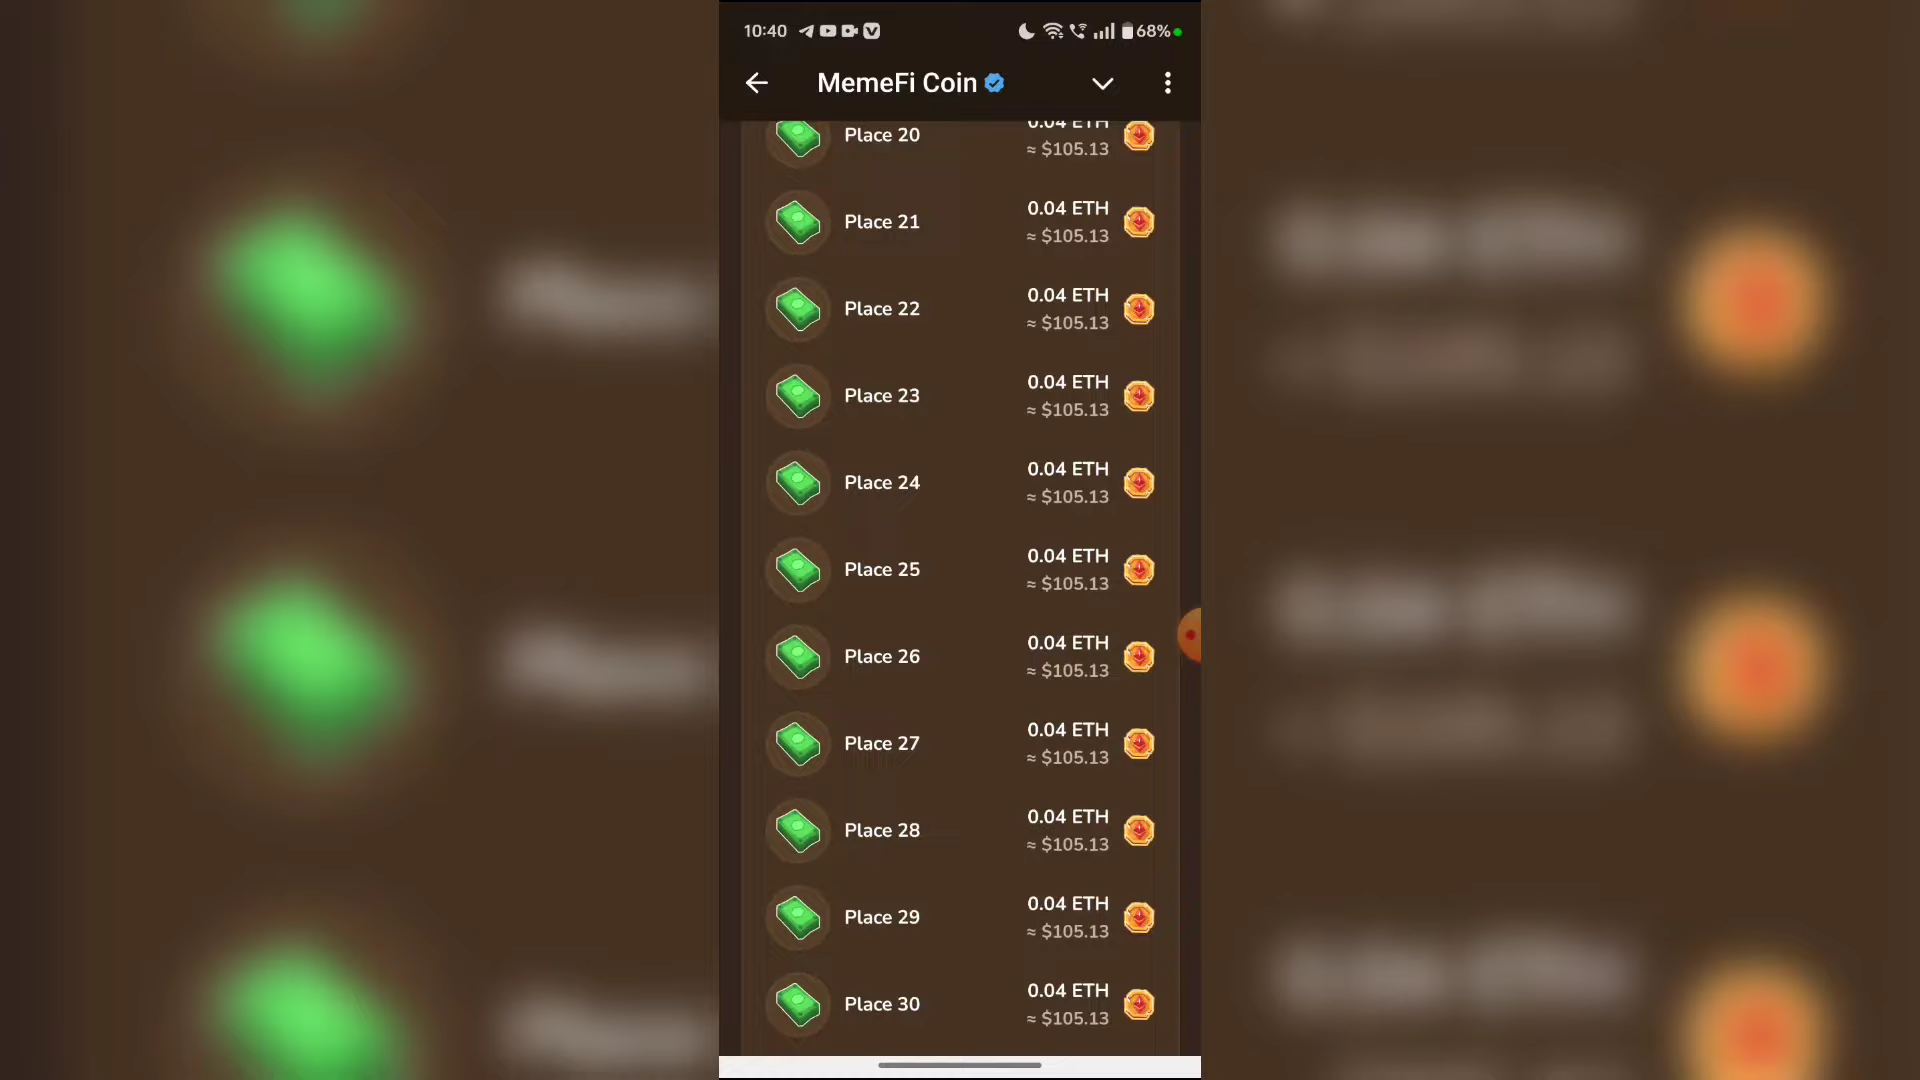 10:40 68%
MemeFi Coin
Place 20 0.04 ETH
≈ $105.13
Place 21 0.04 ETH
≈ $105.13
Place 22 0.04 ETH
≈ $105.13
Place 23 0.04 ETH
≈ $105.13
Place 24 0.04 ETH
≈ $105.13
Place 25 0.04 ETH
≈ $105.13
Place 26 0.04 ETH
≈ $105.13
Place 27 0.04 ETH
≈ $105.13
Place 28 0.04 ETH
≈ $105.13
Place 29 0.04 ETH
≈ $105.13
Place 30 0.04 ETH
≈ $105.13